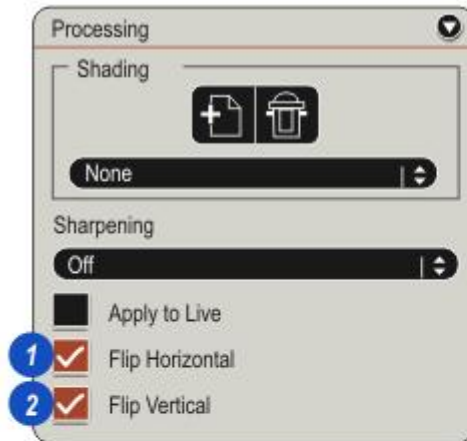 Processing
Shading
None
Sharpening
Off
Apply to Live
1 Flip Horizontal
2 Flip Vertical